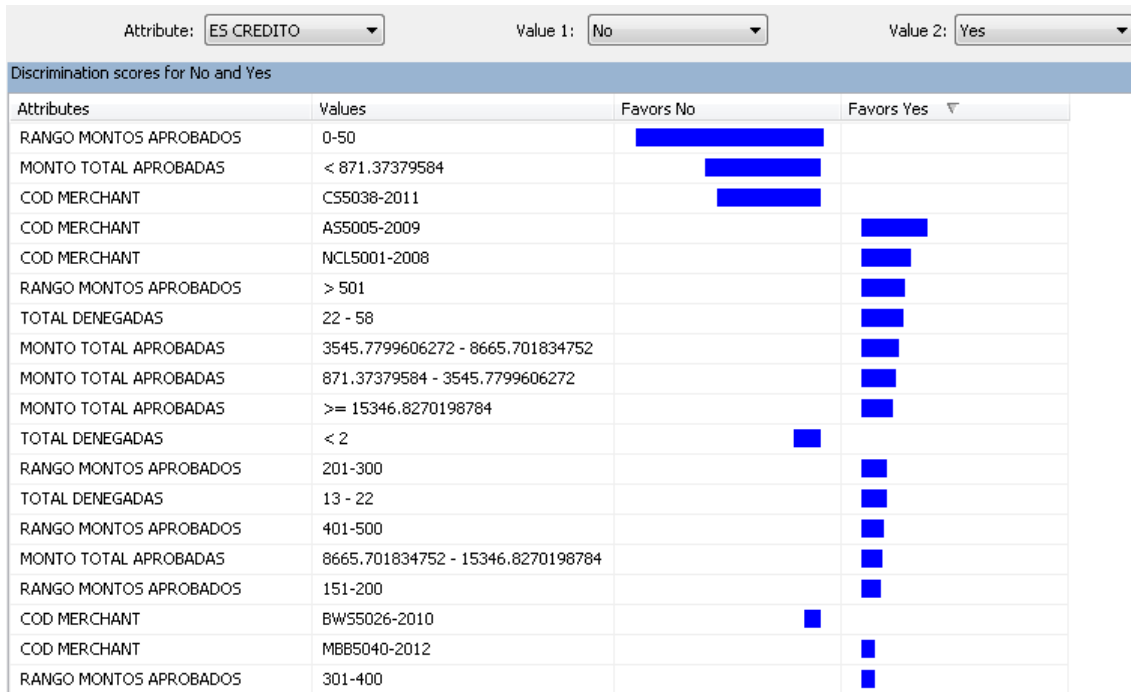 Attribute: ES CREDITO Value 1: No Value 2: Yes
Discrimination scores for No and Yes
Attributes Values Favors No Favors Yes
RANGO MONTOS APROBADOS 0-50
MONTO TOTAL APROBADAS < 871.37379584
COD MERCHANT CS5038-2011
COD MERCHANT AS5005-2009
COD MERCHANT NCL5001-2008
RANGO MONTOS APROBADOS > 501
TOTAL DENEGADAS 22 - 58
MONTO TOTAL APROBADAS 3545.7799606272 - 8665.701834752
MONTO TOTAL APROBADAS 871.37379584 - 3545.7799606272
MONTO TOTAL APROBADAS >= 15346.8270198784
TOTAL DENEGADAS < 2
RANGO MONTOS APROBADOS 201-300
TOTAL DENEGADAS 13 - 22
RANGO MONTOS APROBADOS 401-500
MONTO TOTAL APROBADAS 8665.701834752 - 15346.8270198784
RANGO MONTOS APROBADOS 151-200
COD MERCHANT BWS5026-2010
COD MERCHANT MBB5040-2012
RANGO MONTOS APROBADOS 301-400